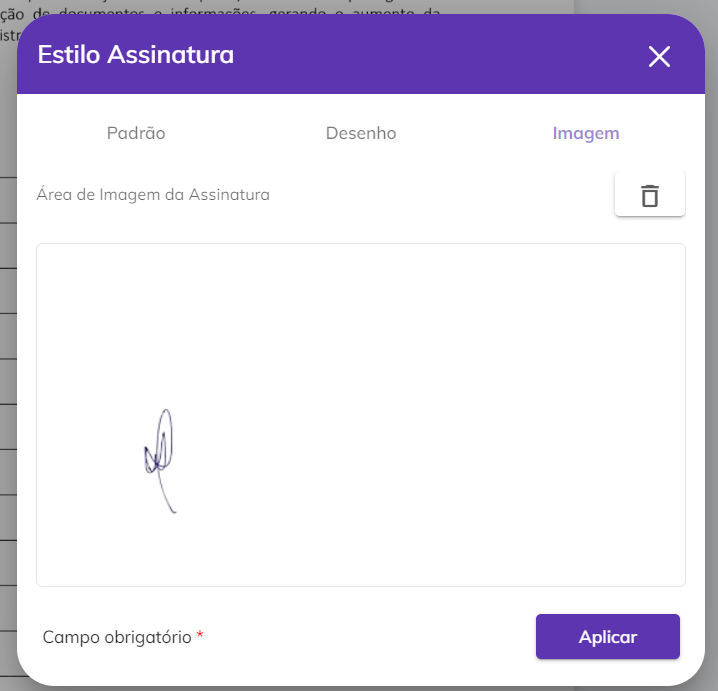 ção de documentos e informações, gerando o aumento da
istr
Estilo Assinatura
Padrão Desenho Imagem
Área de Imagem da Assinatura
Campo obrigatório *
Aplicar